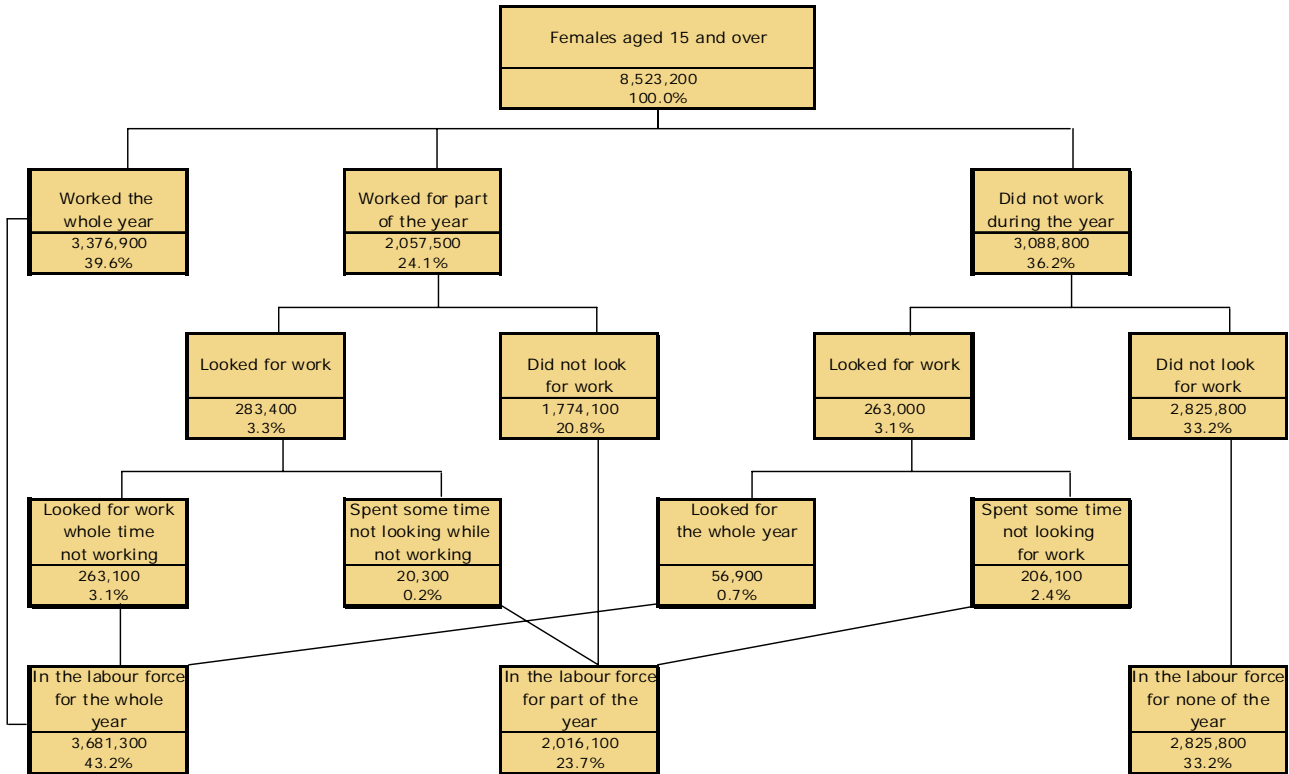 Females aged 15 and over
8,523,200
100.0%
Worked the
whole year
3,376,900
39.6%
Worked for part
of the year
2,057,500
24.1%
Did not work
during the year
3,088,800
36.2%
Looked for work
283,400
3.3%
Did not look
for work
1,774,100
20.8%
Looked for work
263,000
3.1%
Did not look
for work
2,825,800
33.2%
Looked for work
whole time
not working
263,100
3.1%
Spent some time
not looking while
not working
20,300
0.2%
Looked for
the whole year
56,900
0.7%
Spent some time
not looking
for work
206,100
2.4%
In the labour force
for the whole
year
3,681,300
43.2%
In the labour force
for part of the
year
2,016,100
23.7%
In the labour force
for none of the
year
2,825,800
33.2%